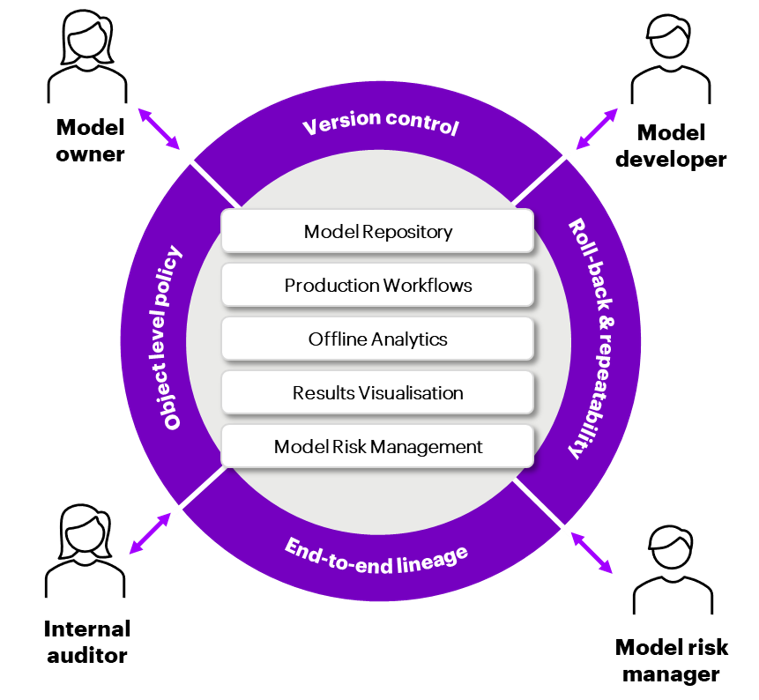 Model
owner
Version control
Model
developer
Object level policy
Model Repository
Production Workflows
Offline Analytics
Results Visualisation
Model Risk Management
Roll-back & repeatability
End-to-end lineage
Internal
auditor
Model risk
manager